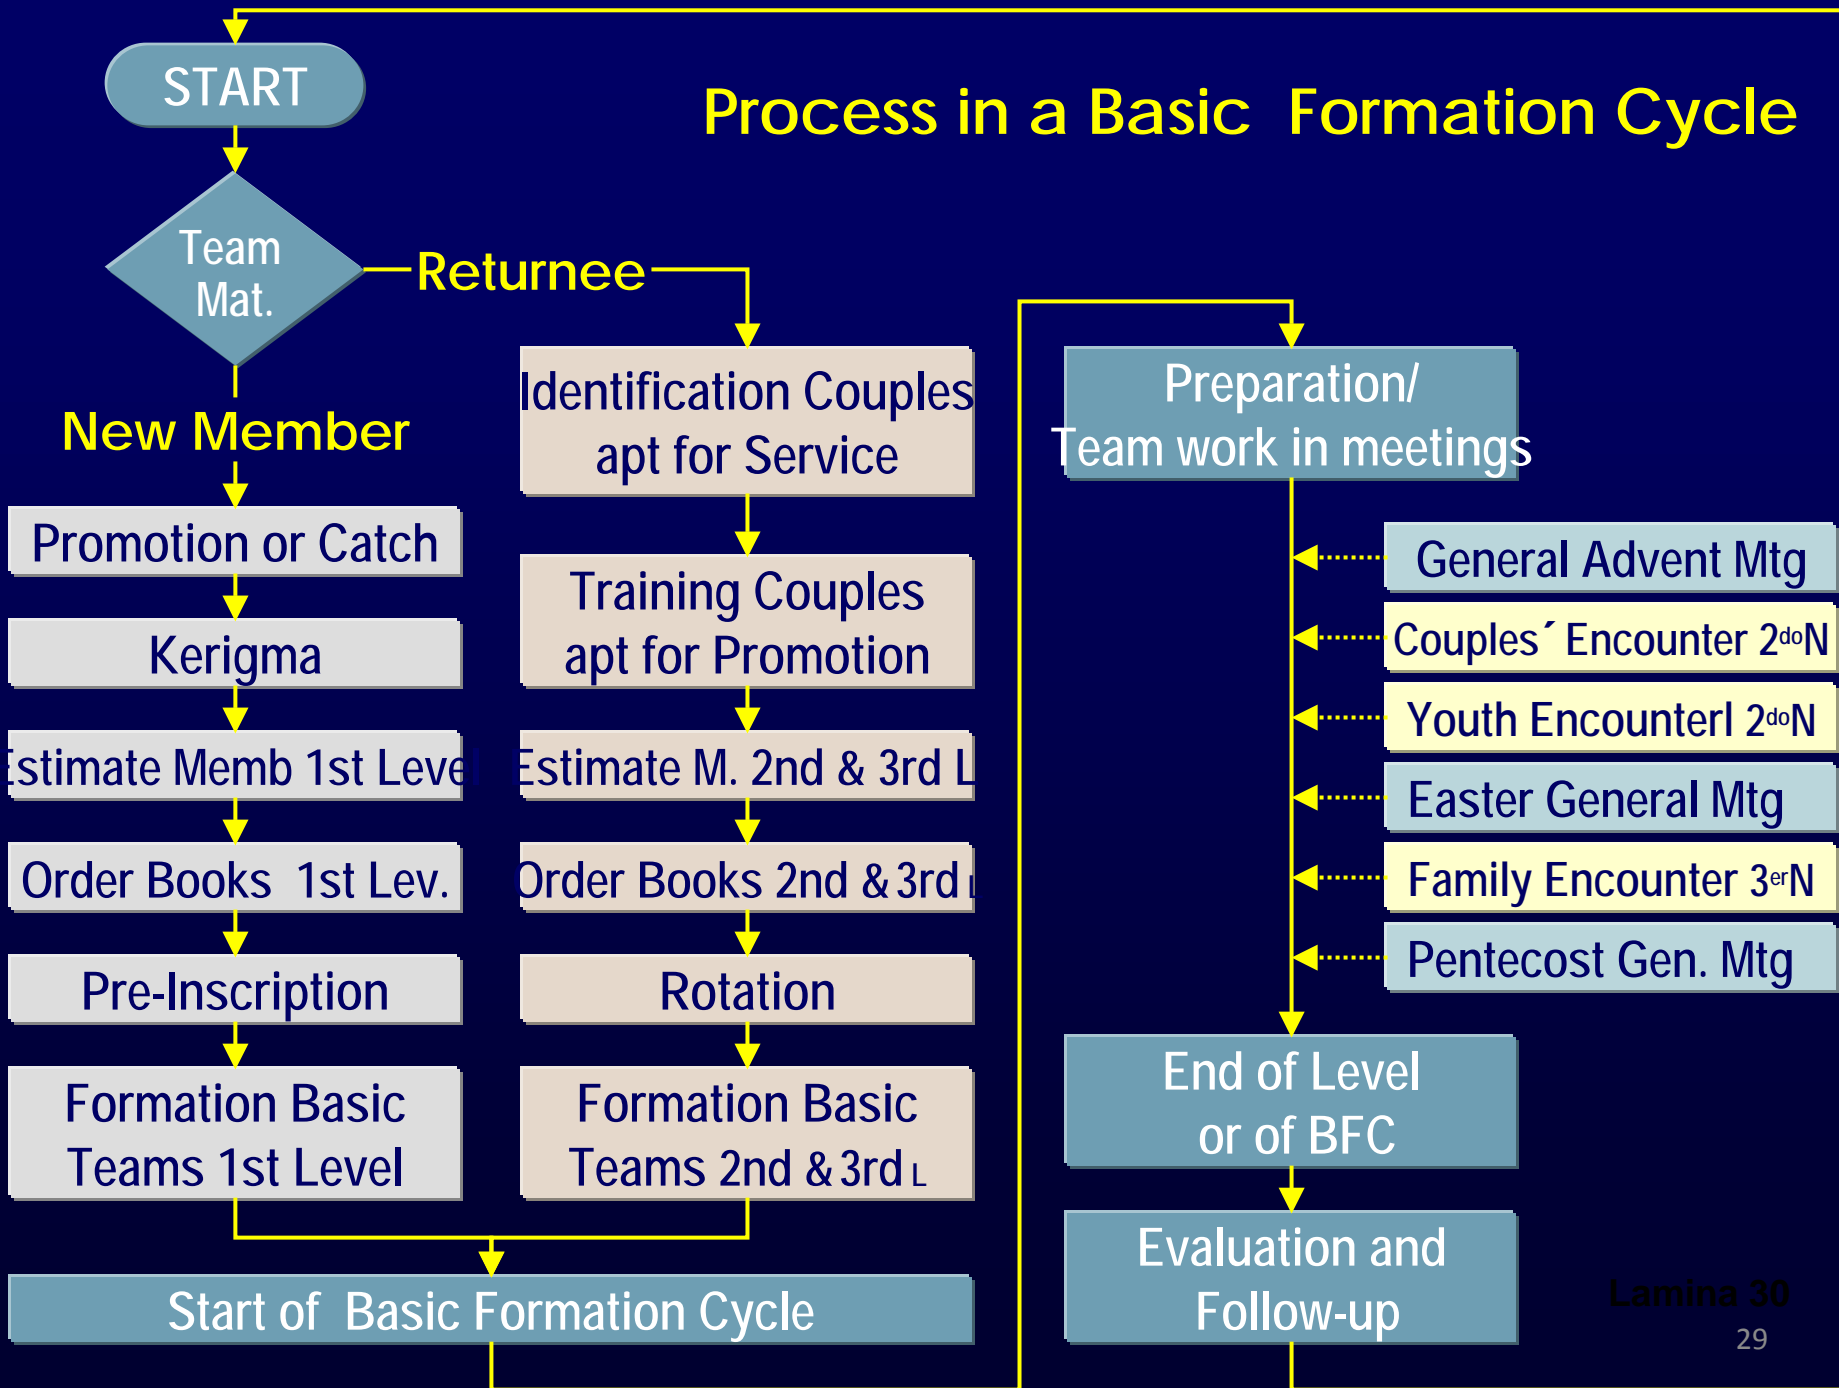 START
Process in a Basic Formation Cycle
Team
Mat.
Returnee
New Member
Promotion or Catch
Kerigma
Estimate Memb 1st Level
Order Books 1st Lev.
Pre-Inscription
Formation Basic
Teams 1st Level
Identification Couples
apt for Service
Training Couples
apt for Promotion
Estimate M. 2nd & 3rd L
Order Books 2nd & 3rd L
Rotation
Formation Basic
Teams 2nd & 3rd L
Start of Basic Formation Cycle
Preparation/
Team work in meetings
General Advent Mtg
Couples´ Encounter 2doN
Youth Encounterl 2doN
Easter General Mtg
Family Encounter 3erN
Pentecost Gen. Mtg
End of Level
or of BFC
Evaluation and
Follow-up
Lamina 30
29